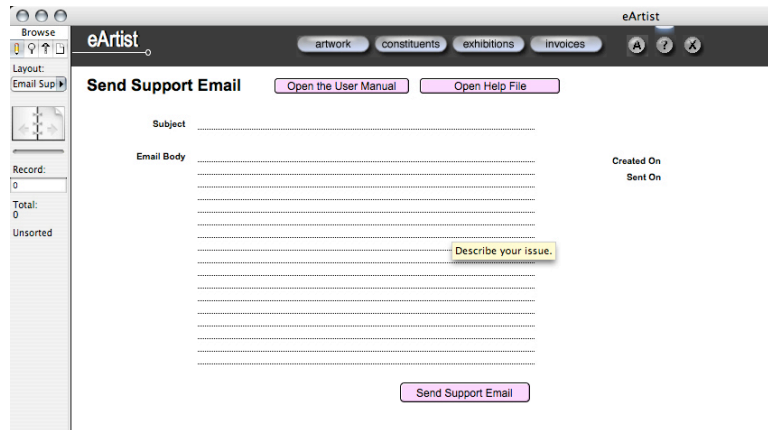 eArtist
Browse
eArtist
artwork constituents exhibitions invoices A ? X
Layout:
Email Sup
Send Support Email Open the User Manual Open Help File
Subject
Email Body
Created On
Record:
Sent On
0
Total:
0
Unsorted
Describe your issue.
Send Support Email